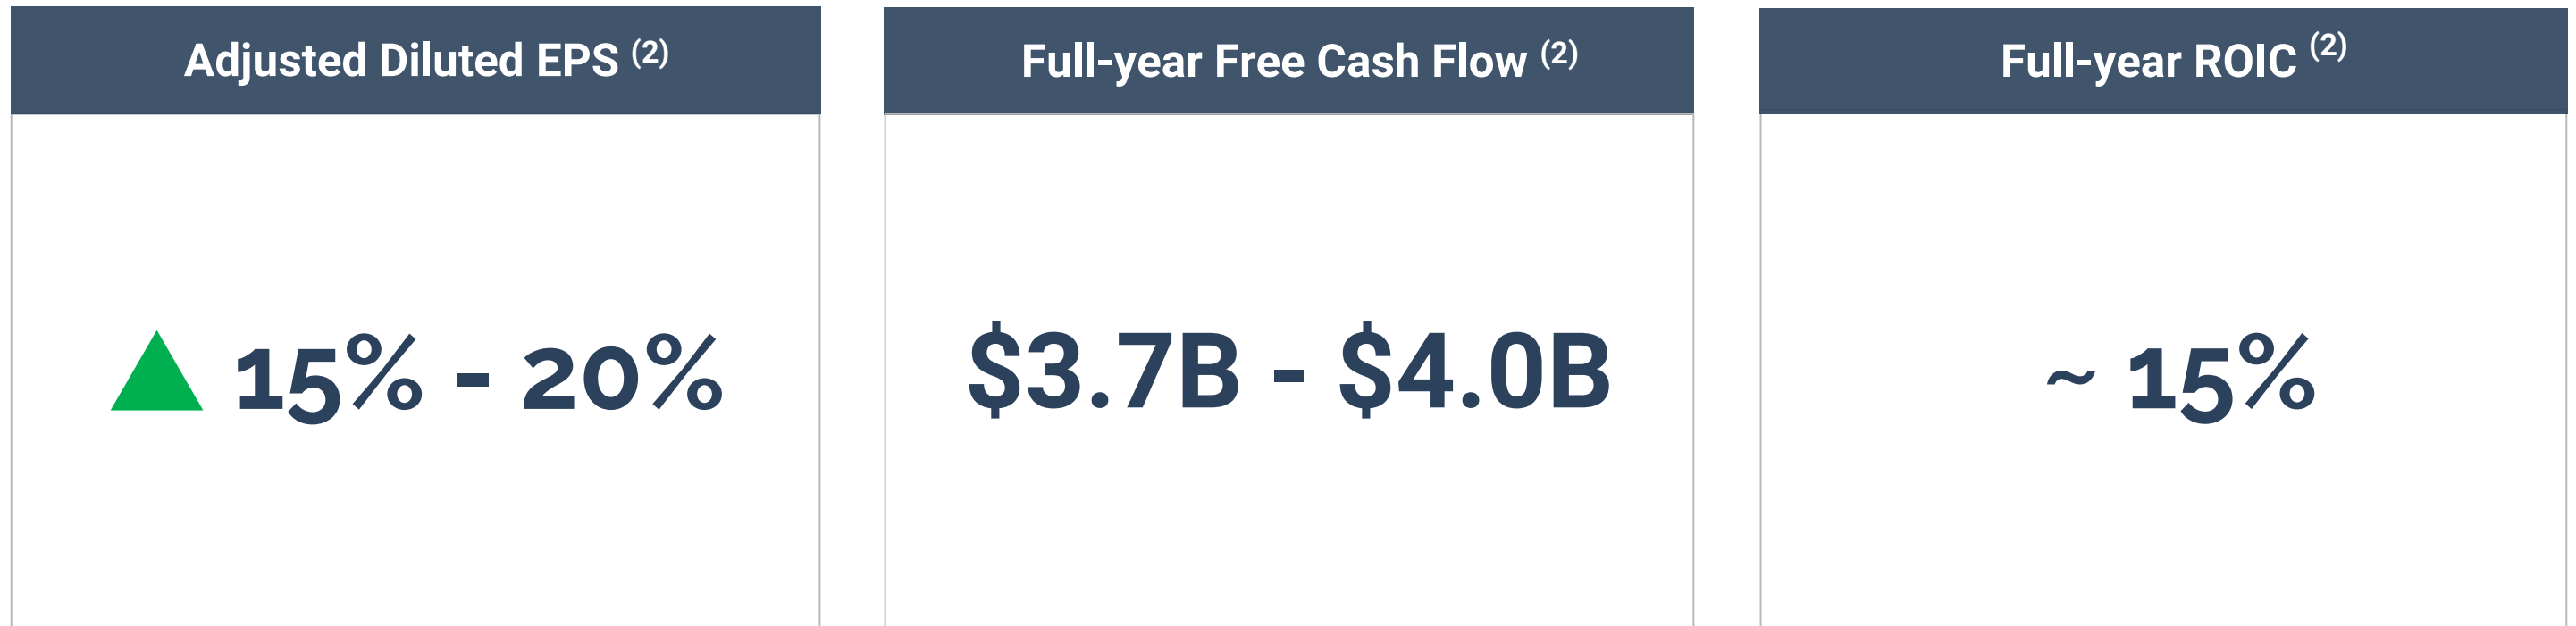 Adjusted Diluted EPS (2)
15% - 20%
Full-year Free Cash Flow (2)
$3.7B - $4.0B
Full-year ROIC (2)
~ 15%